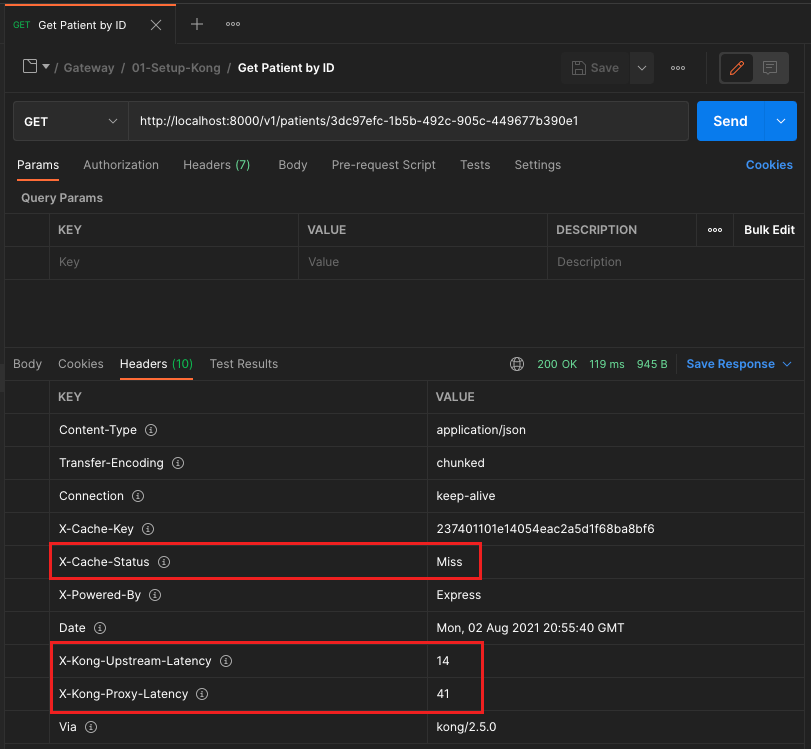 GET Get Patient by ID
Gateway / 01-Setup-Kong / Get Patient by ID Save
GET http://localhost:8000/v1/patients/3dc97efc-1b5b-492c-905c-449677b390e1 Send
Params Authorization Headers (7) Body Pre-request Script Tests Settings Cookies
Query Params
KEY VALUE DESCRIPTION Bulk Edit
Key Value Description
Body Cookies Headers (10) Test Results 200 OK 119 ms 945 B Save Response
KEY VALUE
Content-Type application/json
Transfer-Encoding chunked
Connection keep-alive
X-Cache-Key 237401101e14054eac2a5d1f68ba8bf6
X-Cache-Status Miss
X-Powered-By Express
Date Mon, 02 Aug 2021 20:55:40 GMT
X-Kong-Upstream-Latency 14
X-Kong-Proxy-Latency 41
Via kong/2.5.0